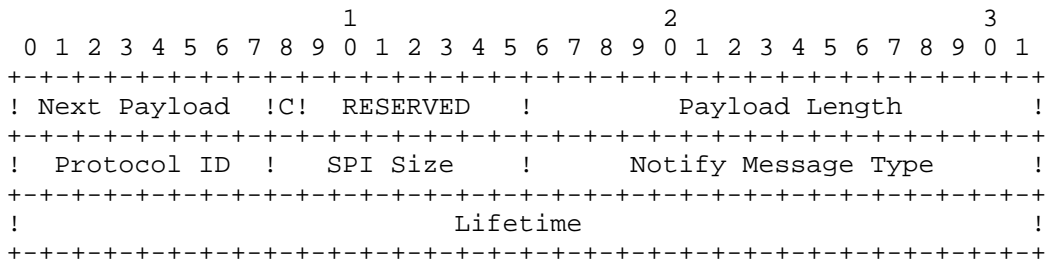 1                   2                   3
 0 1 2 3 4 5 6 7 8 9 0 1 2 3 4 5 6 7 8 9 0 1 2 3 4 5 6 7 8 9 0 1
+-+-+-+-+-+-+-+-+-+-+-+-+-+-+-+-+-+-+-+-+-+-+-+-+-+-+-+-+-+-+-+-+
! Next Payload  !C!  RESERVED   !         Payload Length        !
+-+-+-+-+-+-+-+-+-+-+-+-+-+-+-+-+-+-+-+-+-+-+-+-+-+-+-+-+-+-+-+-+
!  Protocol ID  !   SPI Size    !      Notify Message Type      !
+-+-+-+-+-+-+-+-+-+-+-+-+-+-+-+-+-+-+-+-+-+-+-+-+-+-+-+-+-+-+-+-+
!                           Lifetime                            !
+-+-+-+-+-+-+-+-+-+-+-+-+-+-+-+-+-+-+-+-+-+-+-+-+-+-+-+-+-+-+-+-+